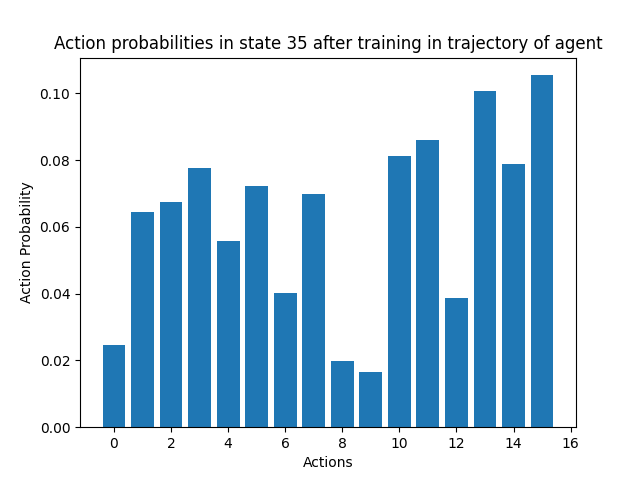 Action probabilities in state 35 after training in trajectory of agent
0.10
0.08
0.06
0.04
0.02
0.00
Action Probability
0 2 4 6 8 10 12 14 16
Actions